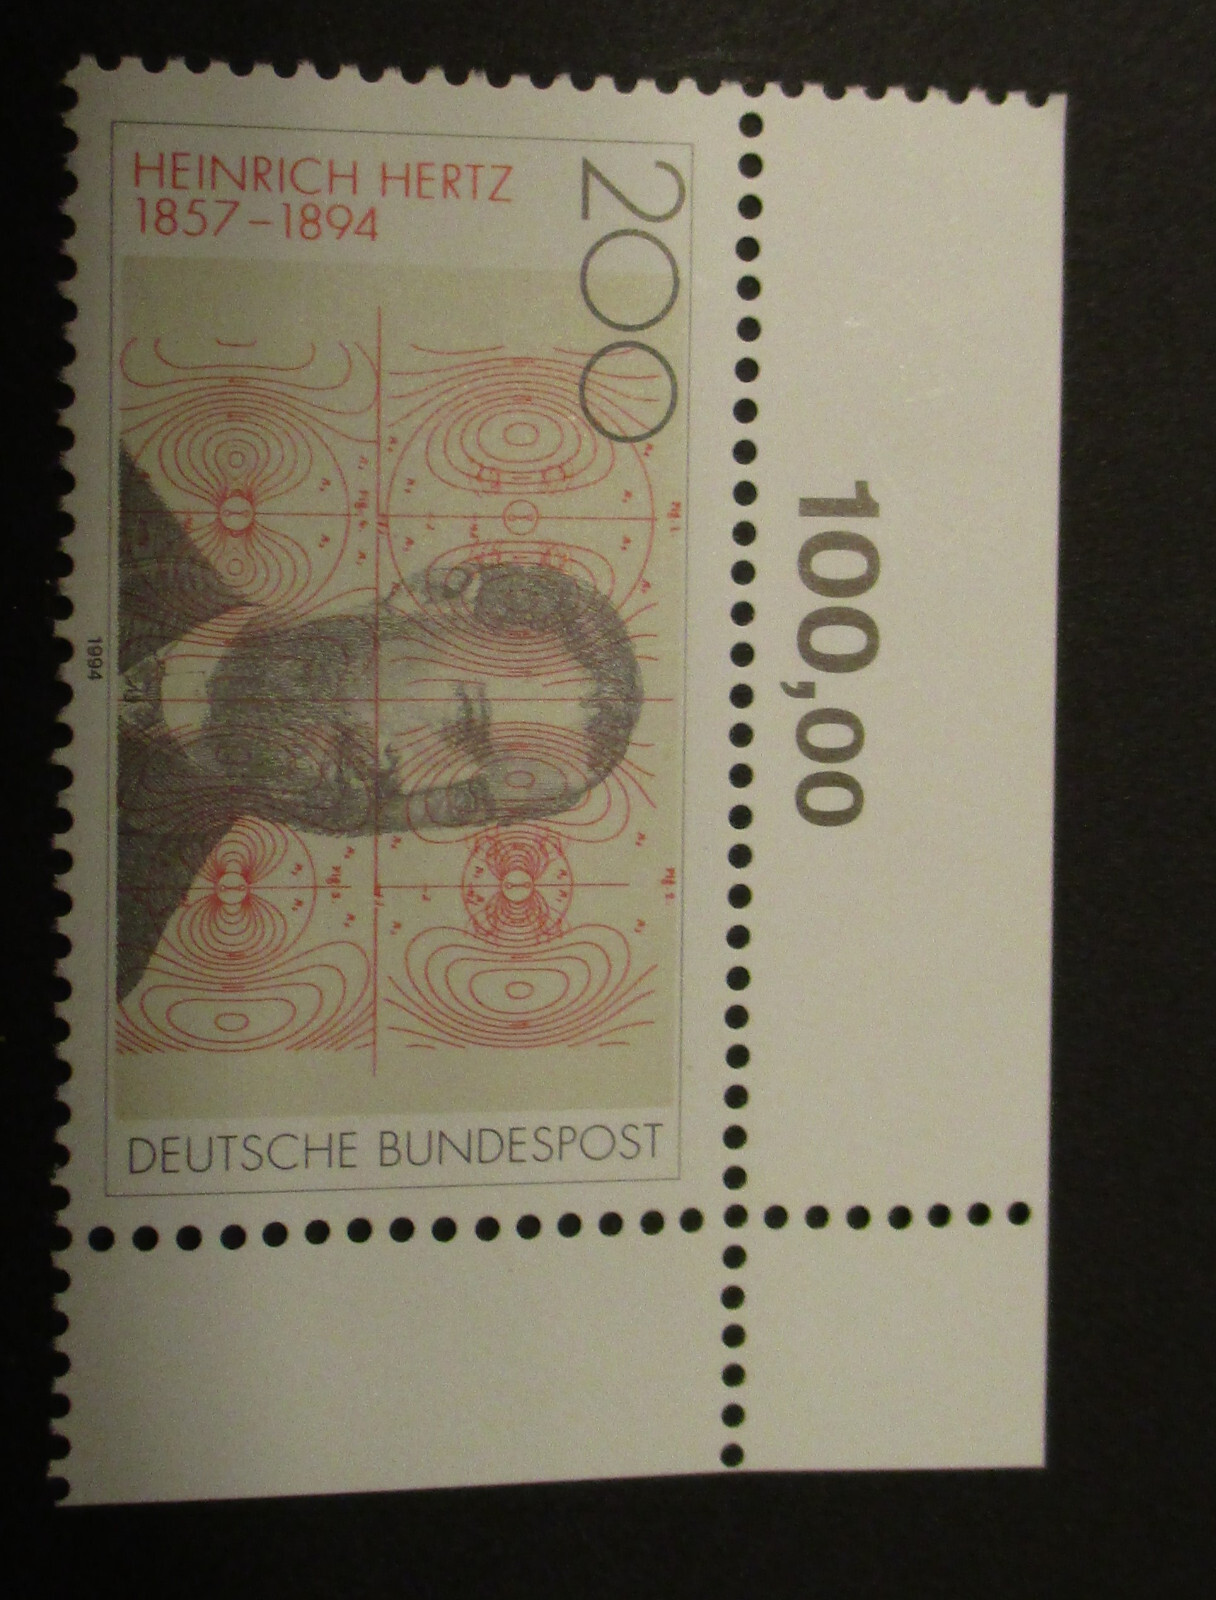 HEINRICH HERTZ
1857–1894
200
DEUTSCHE BUNDESPOST
1994
100,00